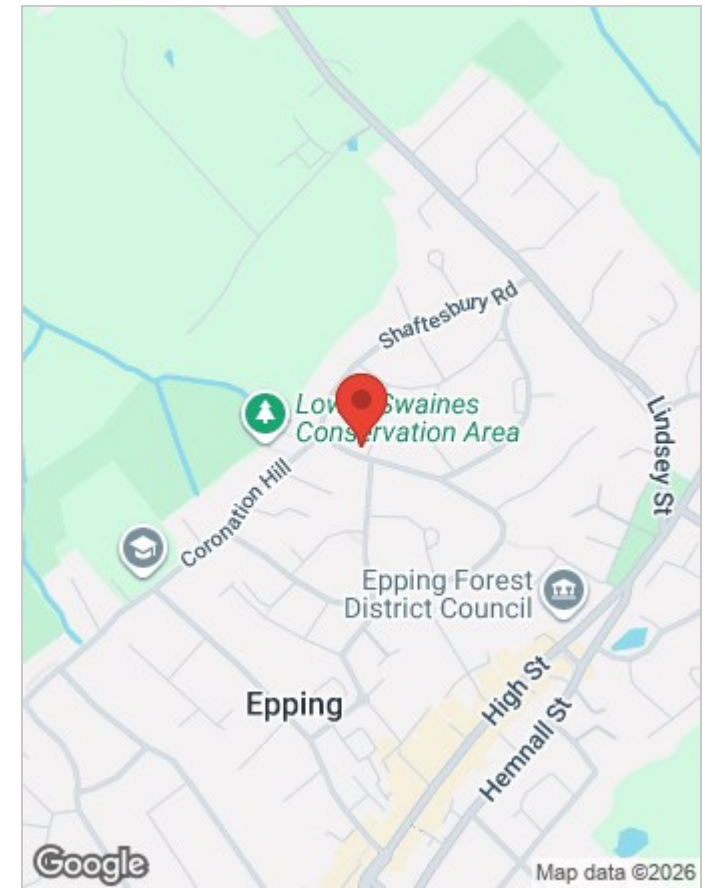 Shaftesbury Rd
Swaines
Conservation Area
Lindsey St
Coronation Hill
Epping Forest
District Council
Epping
High St
Hemnall St
Google
Map data ©2026